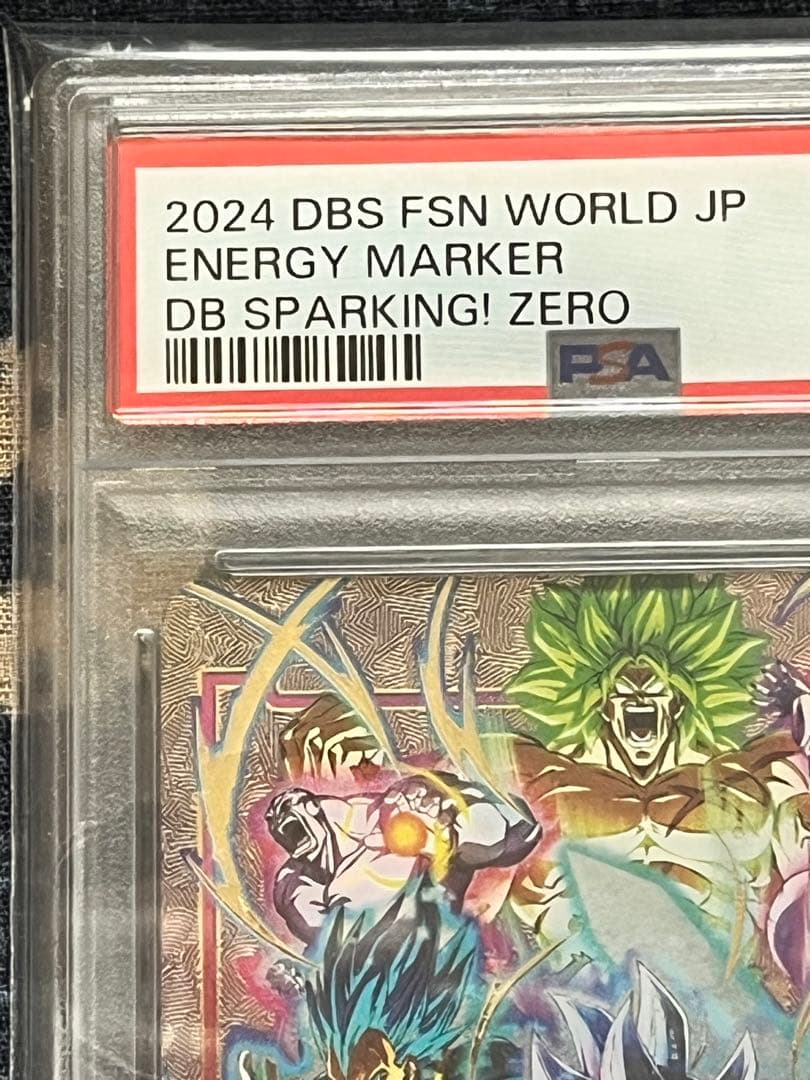 2024 DBS FSN WORLD JP
ENERGY MARKER
DB SPARKING! ZERO
PSA